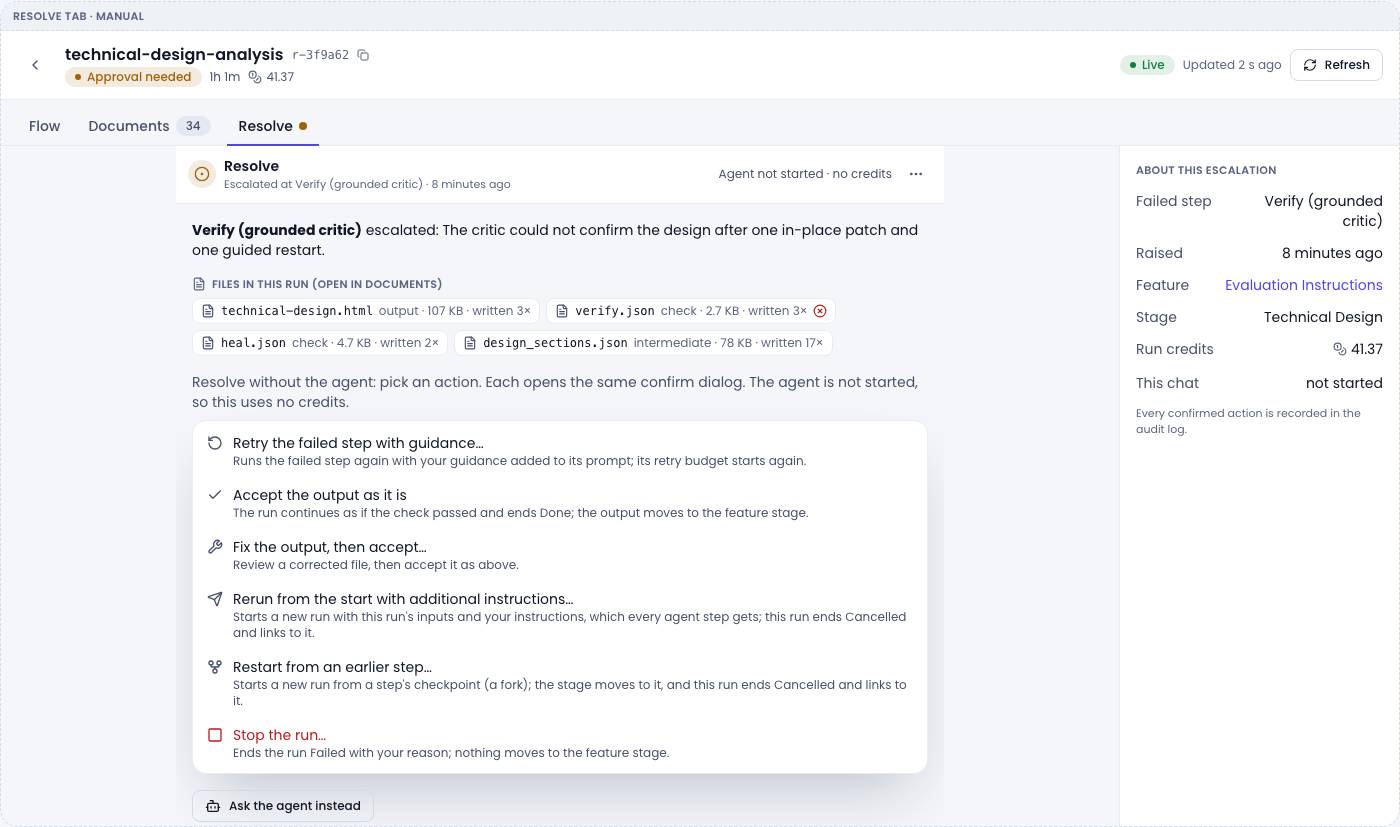 RESOLVE TAB · MANUAL
technical-design-analysis r-3f9a62
Approval needed 1h 1m 41.37
Live Updated 2 s ago Refresh
Flow Documents 34 Resolve
Resolve
Escalated at Verify (grounded critic) · 8 minutes ago
Agent not started · no credits
Verify (grounded critic) escalated: The critic could not confirm the design after one in-place patch and
one guided restart.
FILES IN THIS RUN (OPEN IN DOCUMENTS)
technical-design.html output · 107 KB · written 3×
verify.json check · 2.7 KB · written 3×
heal.json check · 4.7 KB · written 2×
design_sections.json intermediate · 78 KB · written 17×
Resolve without the agent: pick an action. Each opens the same confirm dialog. The agent is not started,
so this uses no credits.
Retry the failed step with guidance…
Runs the failed step again with your guidance added to its prompt; its retry budget starts again.
Accept the output as it is
The run continues as if the check passed and ends Done; the output moves to the feature stage.
Fix the output, then accept…
Review a corrected file, then accept it as above.
Rerun from the start with additional instructions…
Starts a new run with this run's inputs and your instructions, which every agent step gets; this run ends Cancelled
and links to it.
Restart from an earlier step…
Starts a new run from a step's checkpoint (a fork); the stage moves to it, and this run ends Cancelled and links to
it.
Stop the run…
Ends the run Failed with your reason; nothing moves to the feature stage.
Ask the agent instead
ABOUT THIS ESCALATION
Failed step Verify (grounded
critic)
Raised 8 minutes ago
Feature Evaluation Instructions
Stage Technical Design
Run credits 41.37
This chat not started
Every confirmed action is recorded in the
audit log.